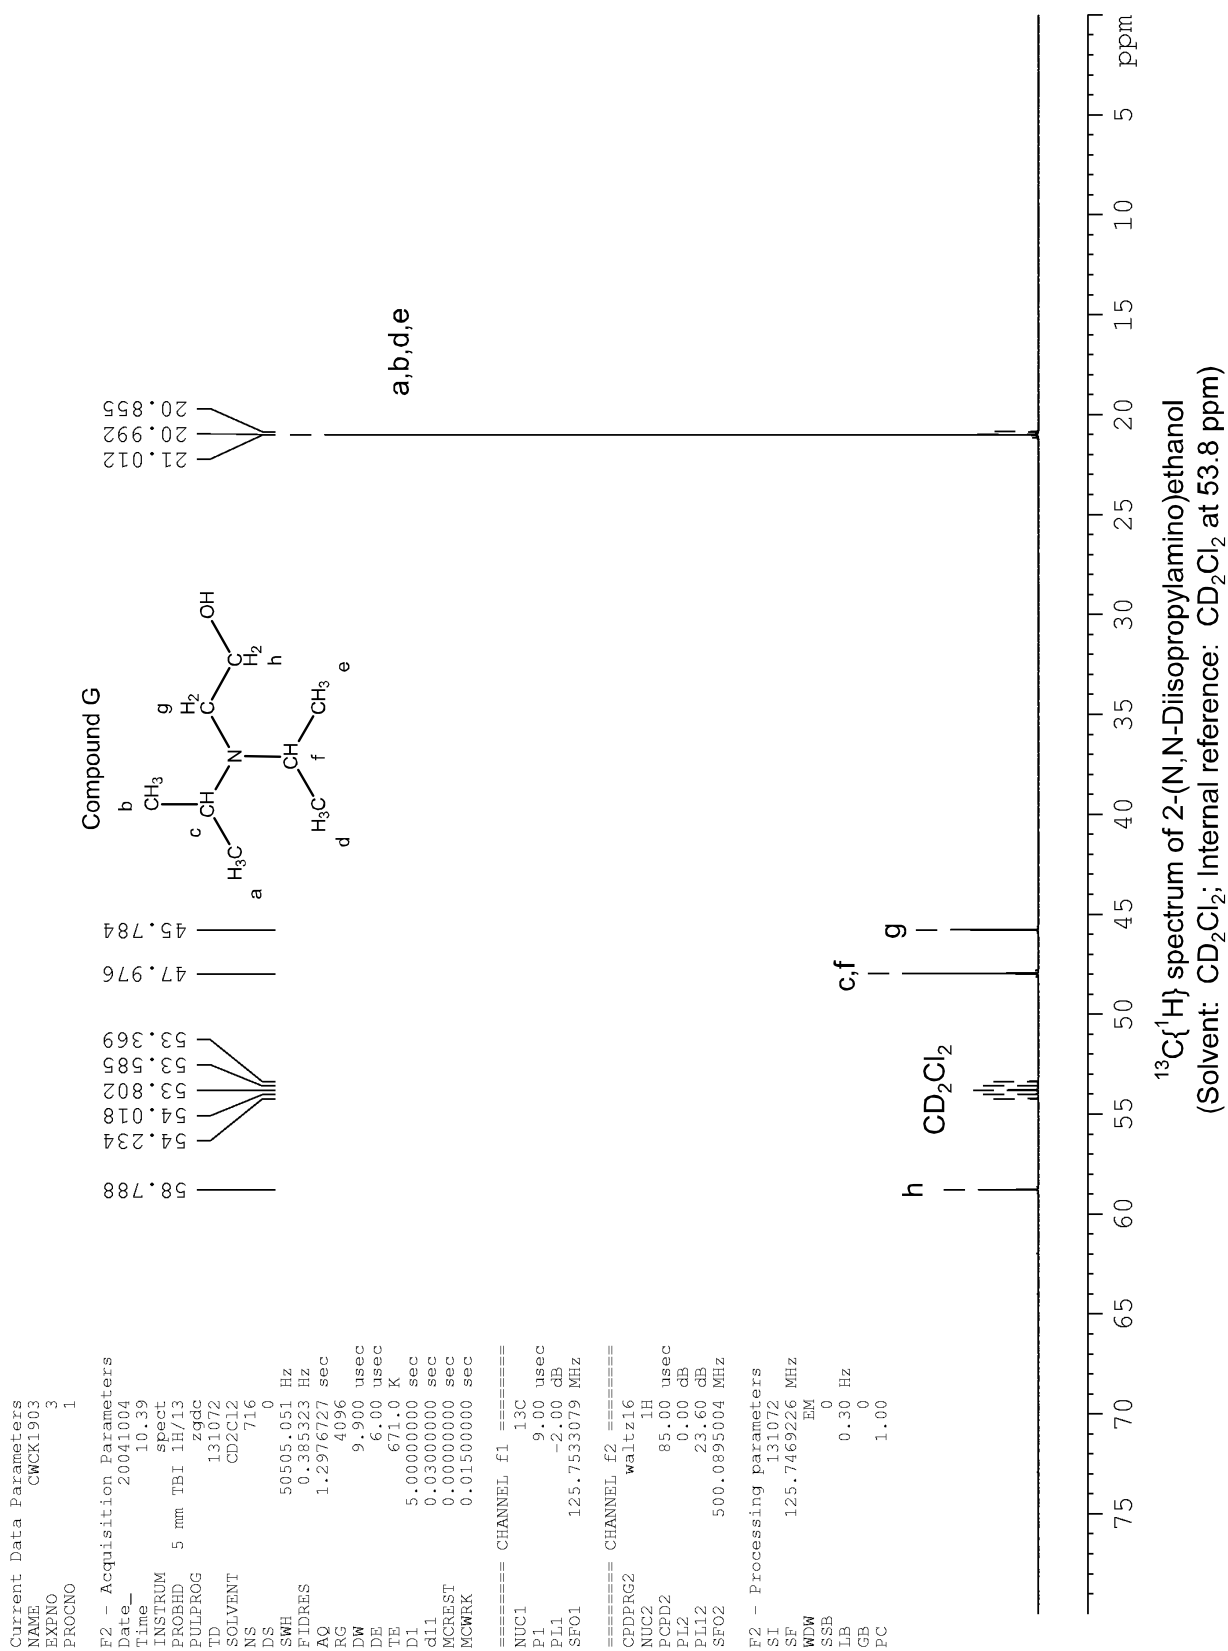 Current Data Parameters
NAME CWCK1903
EXPNO 3
PROCNO 1
F2 - Acquisition Parameters
Date_ 20041004
Time 10.39
INSTRUM spect
PROBHD 5 mm TBI 1H/13
PULPROG zgdc
TD 131072
SOLVENT CD2Cl2
NS 716
DS 0
SWH 50505.051 Hz
FIDRES 0.385323 Hz
AQ 1.2976727 sec
RG 4096
DW 9.900 usec
DE 6.00 usec
TE 671.0 K
D1 5.00000000 sec
d11 0.03000000 sec
MCREST 0.00000000 sec
MCWRK 0.01500000 sec
======== CHANNEL f1 ========
NUC1 13C
P1 9.00 usec
PL1 -2.00 dB
SFO1 125.7533079 MHz
======== CHANNEL f2 ========
CPDPRG2 waltz16
NUC2 1H
PCPD2 85.00 usec
PL2 0.00 dB
PL12 23.60 dB
SFO2 500.0895004 MHz
F2 - Processing parameters
SI 131072
SF 125.7469226 MHz
WDW EM
SSB 0
LB 0.30 Hz
GB 0
PC 1.00
58.788
54.234
54.018
53.802
53.585
53.369
47.976
45.784
21.012
20.992
20.855
Compound G
b
CH3
g
H2
C
OH
c
CH
N
CH2
h
H3C
a
CH
f
CH3
e
H3C
d
a,b,d,e
h
CD2Cl2
c,f
g
75 70 65 60 55 50 45 40 35 30 25 20 15 10 5 ppm
13C{1H} spectrum of 2-(N,N-Diisopropylamino)ethanol
(Solvent: CD2Cl2; Internal reference: CD2Cl2 at 53.8 ppm)